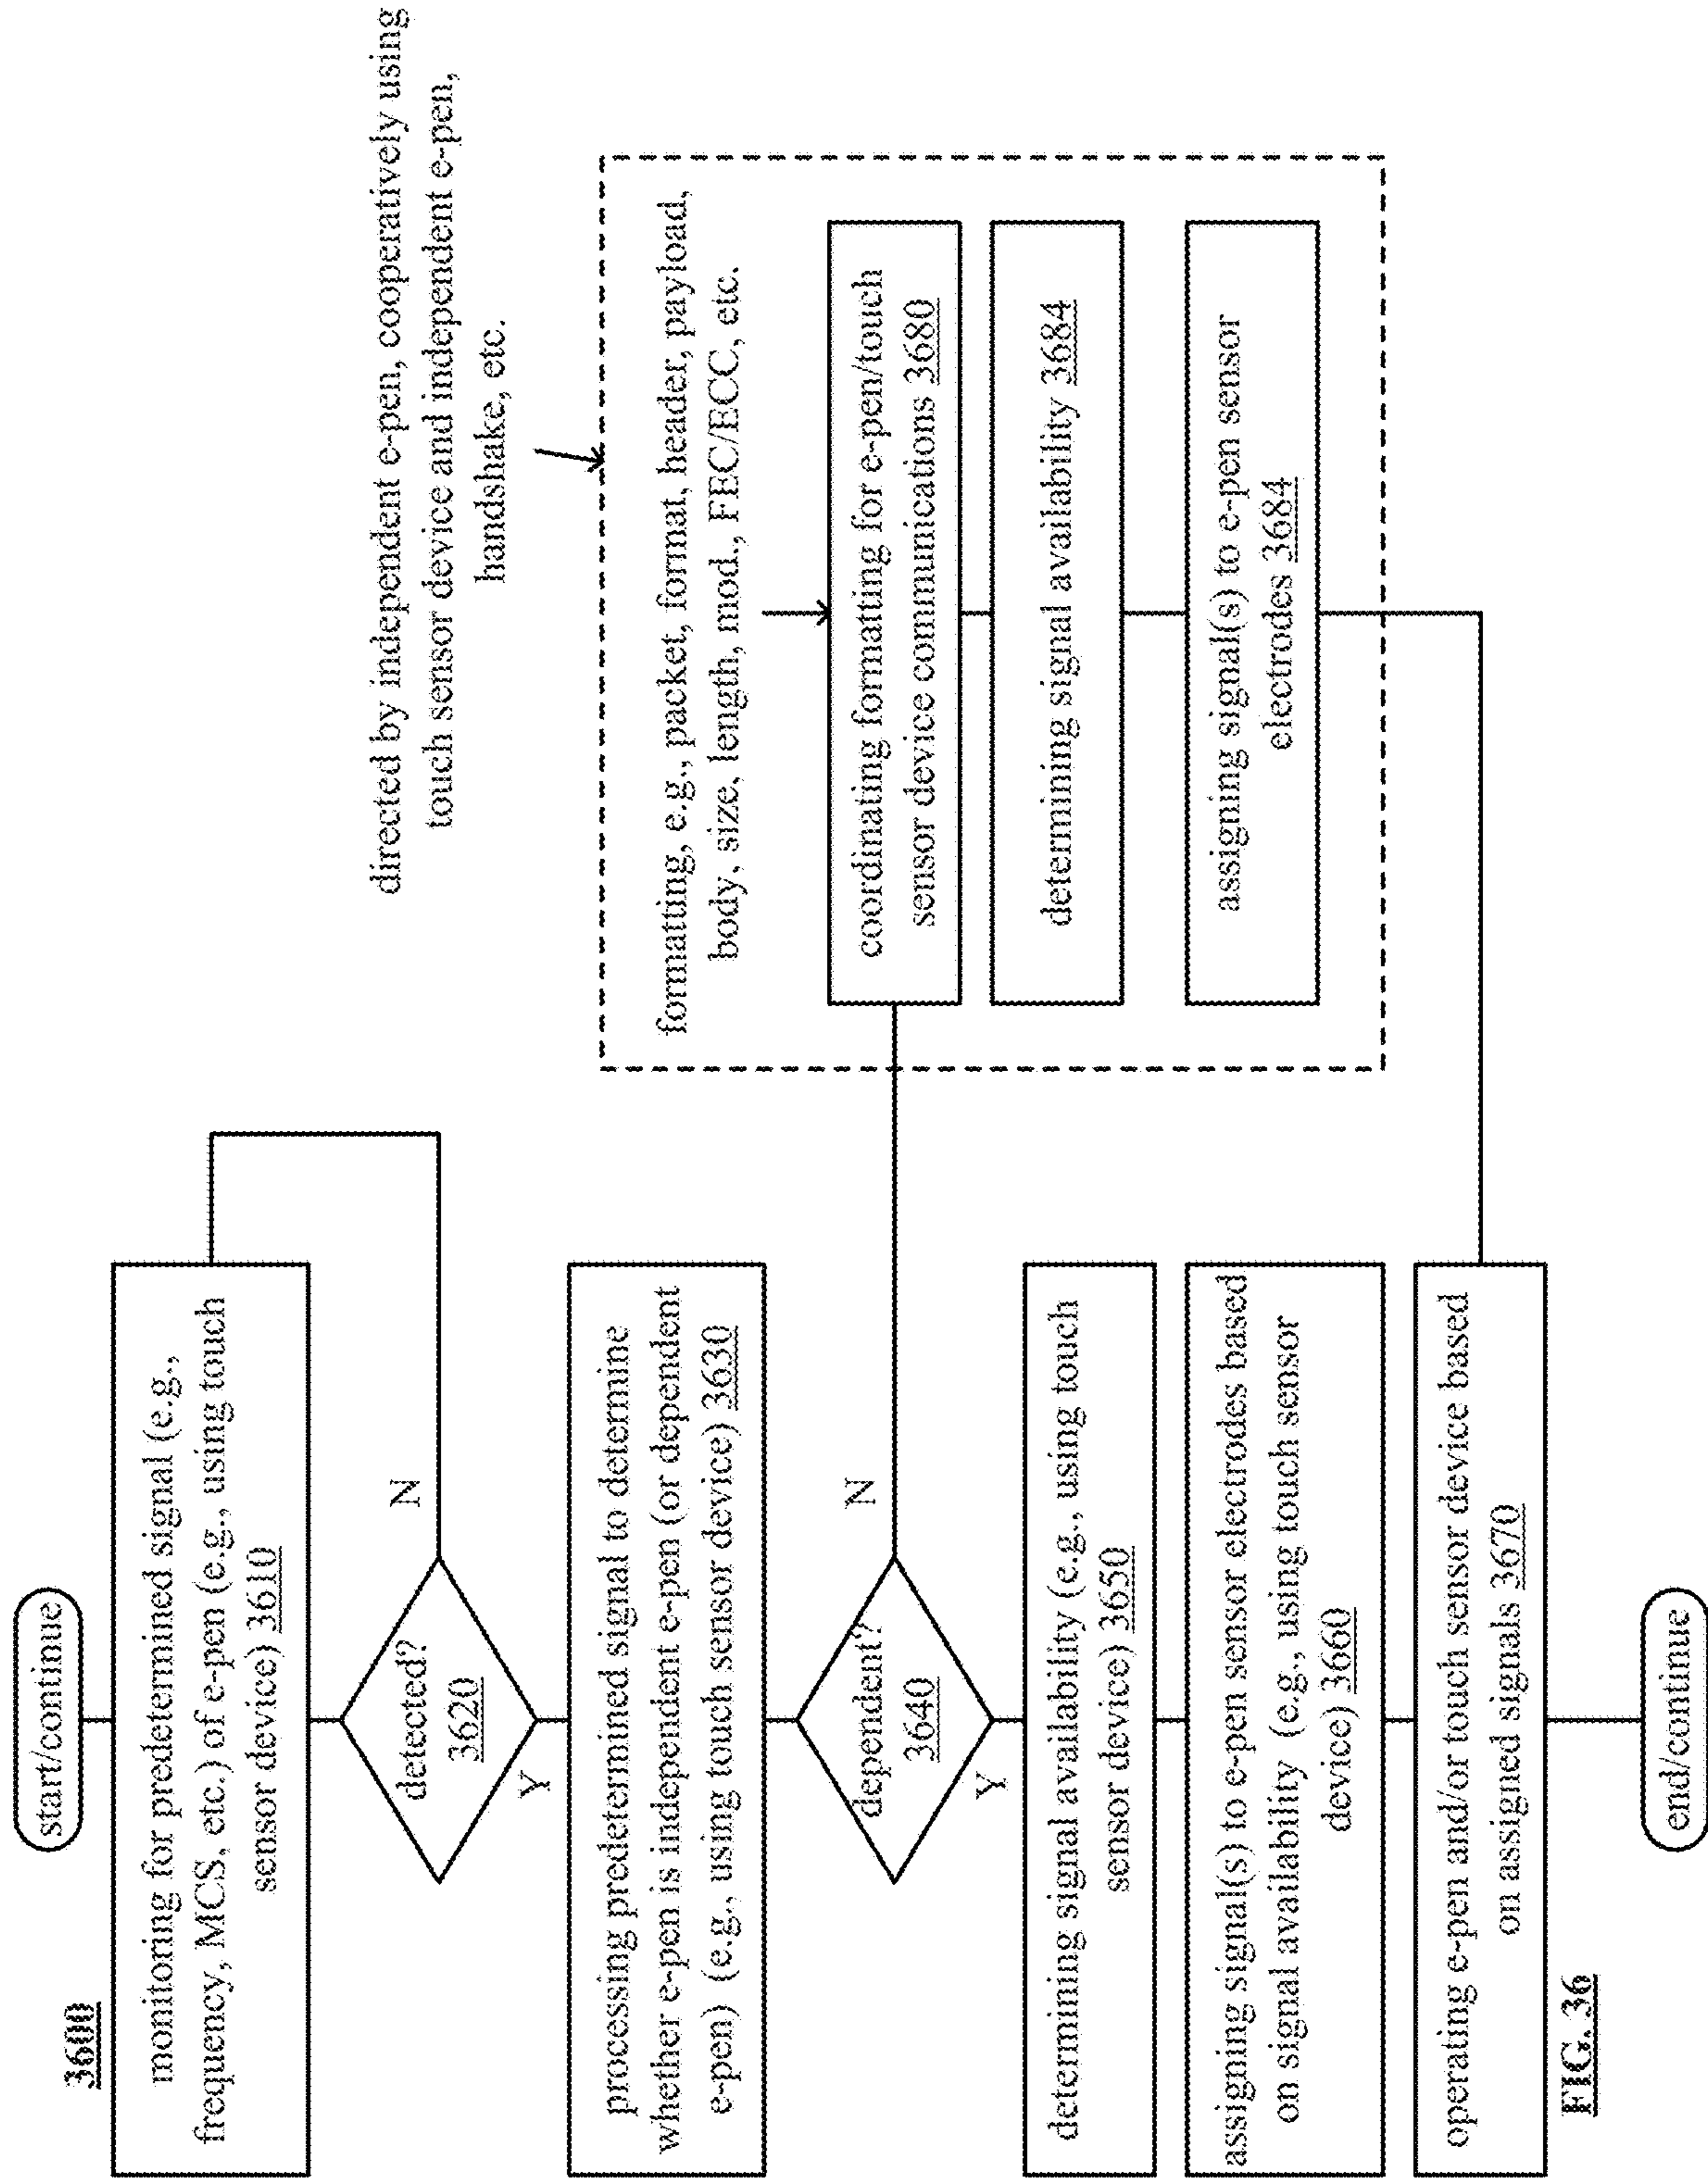 3600
start/continue
monitoring for predetermined signal (e.g.,
frequency, MCS, etc.) of e-pen (e.g., using touch
sensor device) 3610
detected?
3620
N
Y
processing predetermined signal to determine
whether e-pen is independent e-pen (or dependent
e-pen) (e.g., using touch sensor device) 3630
dependent?
3640
N
Y
determining signal availability (e.g., using touch
sensor device) 3650
assigning signal(s) to e-pen sensor electrodes based
on signal availability (e.g., using touch sensor
device) 3660
operating e-pen and/or touch sensor device based
on assigned signals 3670
end/continue
directed by independent e-pen, cooperatively using
touch sensor device and independent e-pen,
handshake, etc.
formatting, e.g., packet, format, header, payload,
body, size, length, mod., FEC/ECC, etc.
coordinating formatting for e-pen/touch
sensor device communications 3680
determining signal availability 3684
assigning signal(s) to e-pen sensor
electrodes 3684
FIG. 36